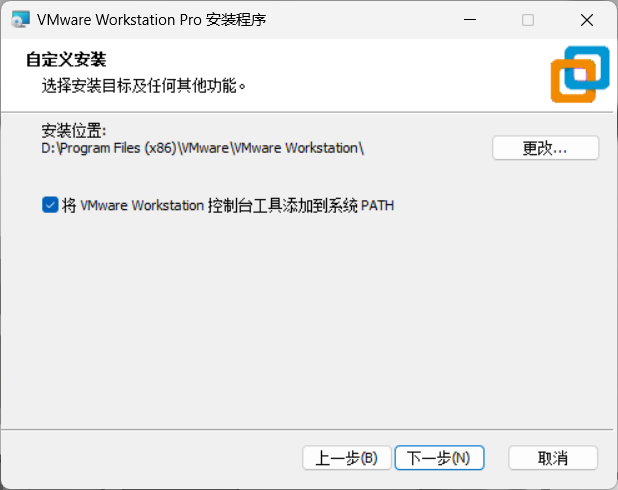 VMware Workstation Pro 安装程序
自定义安装
选择安装目标及任何其他功能。
安装位置:
D:\Program Files (x86)\VMware\VMware Workstation\
更改...
将 VMware Workstation 控制台工具添加到系统 PATH
上一步(B) 下一步(N) 取消